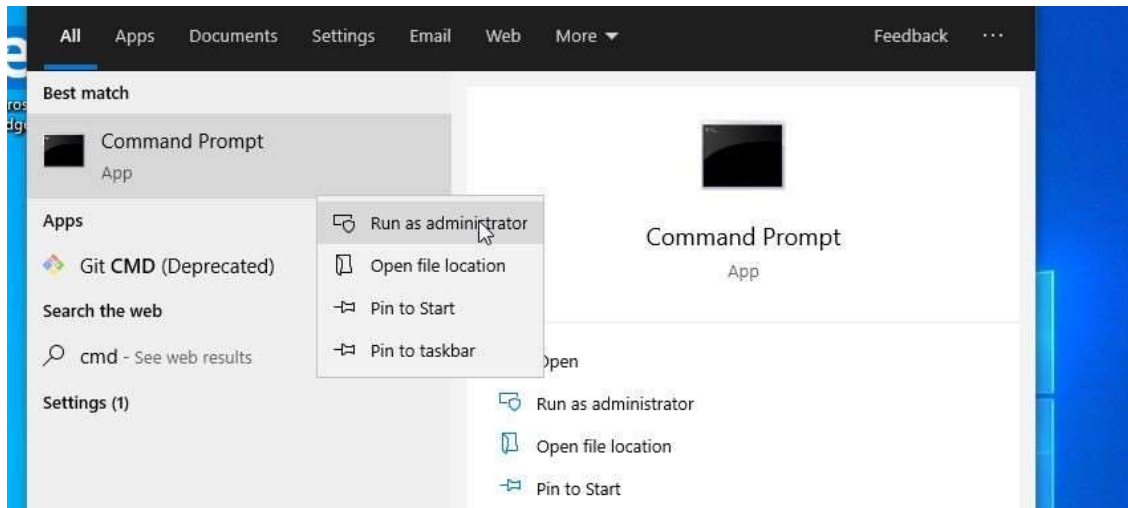 All Apps Documents Settings Email Web More Feedback ...
Best match
Command Prompt
App
Apps
Git CMD (Deprecated)
Search the web
cmd - See web results
Settings (1)
Run as administrator
Open file location
Pin to Start
Pin to taskbar
Command Prompt
App
Open
Run as administrator
Open file location
Pin to Start